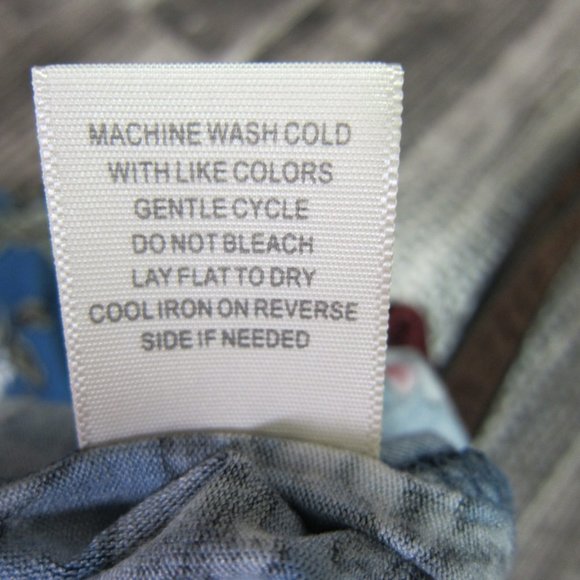 MACHINE WASH COLD
WITH LIKE COLORS
GENTLE CYCLE
DO NOT BLEACH
LAY FLAT TO DRY
COOL IRON ON REVERSE
SIDE IF NEEDED